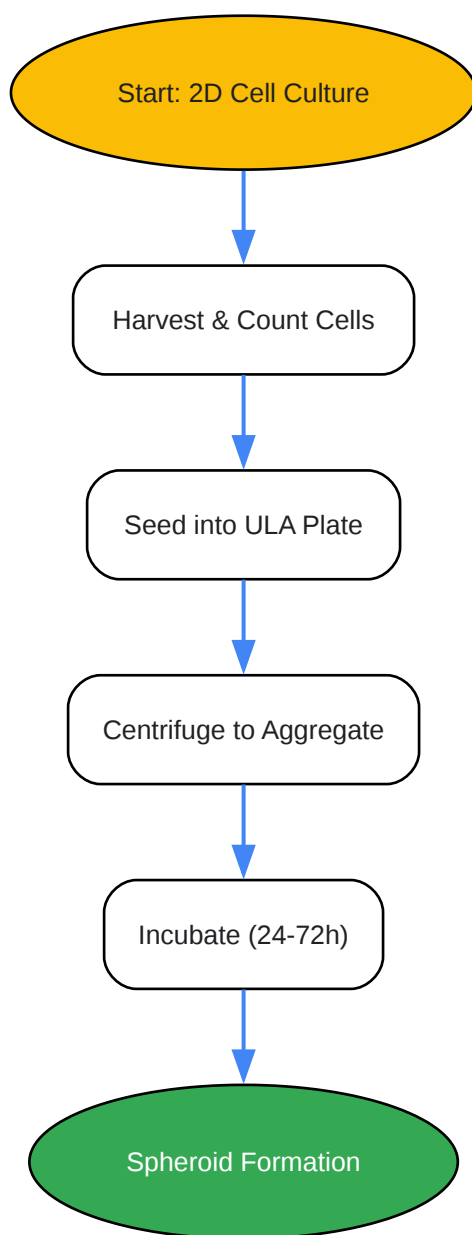 Start: 2D Cell Culture
Harvest & Count Cells
Seed into ULA Plate
Centrifuge to Aggregate
Incubate (24-72h)
Spheroid Formation